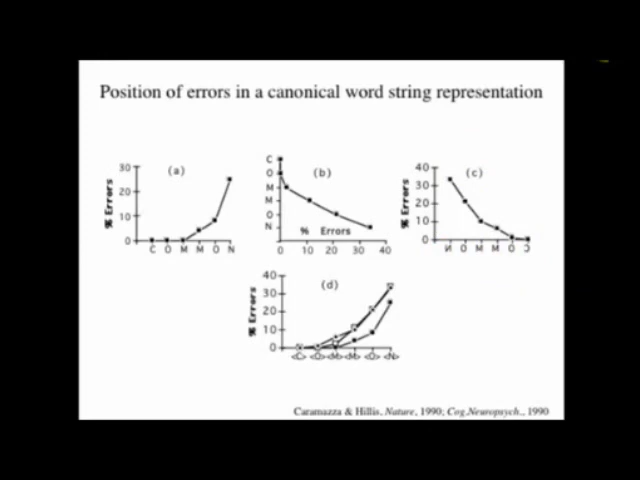 Position of errors in a canonical word string representation
(a)
% Errors
30
20
10
0
C O M M O N
(b)
C
O
M
M
O
N
% Errors
0 10 20 30 40
(c)
% Errors
40
30
20
10
0
И O M M O Ɔ
(d)
% Errors
40
30
20
10
0
<C> <O> <M> <M> <O> <N>
Caramazza & Hillis, Nature, 1990; Cog.Neuropsych., 1990